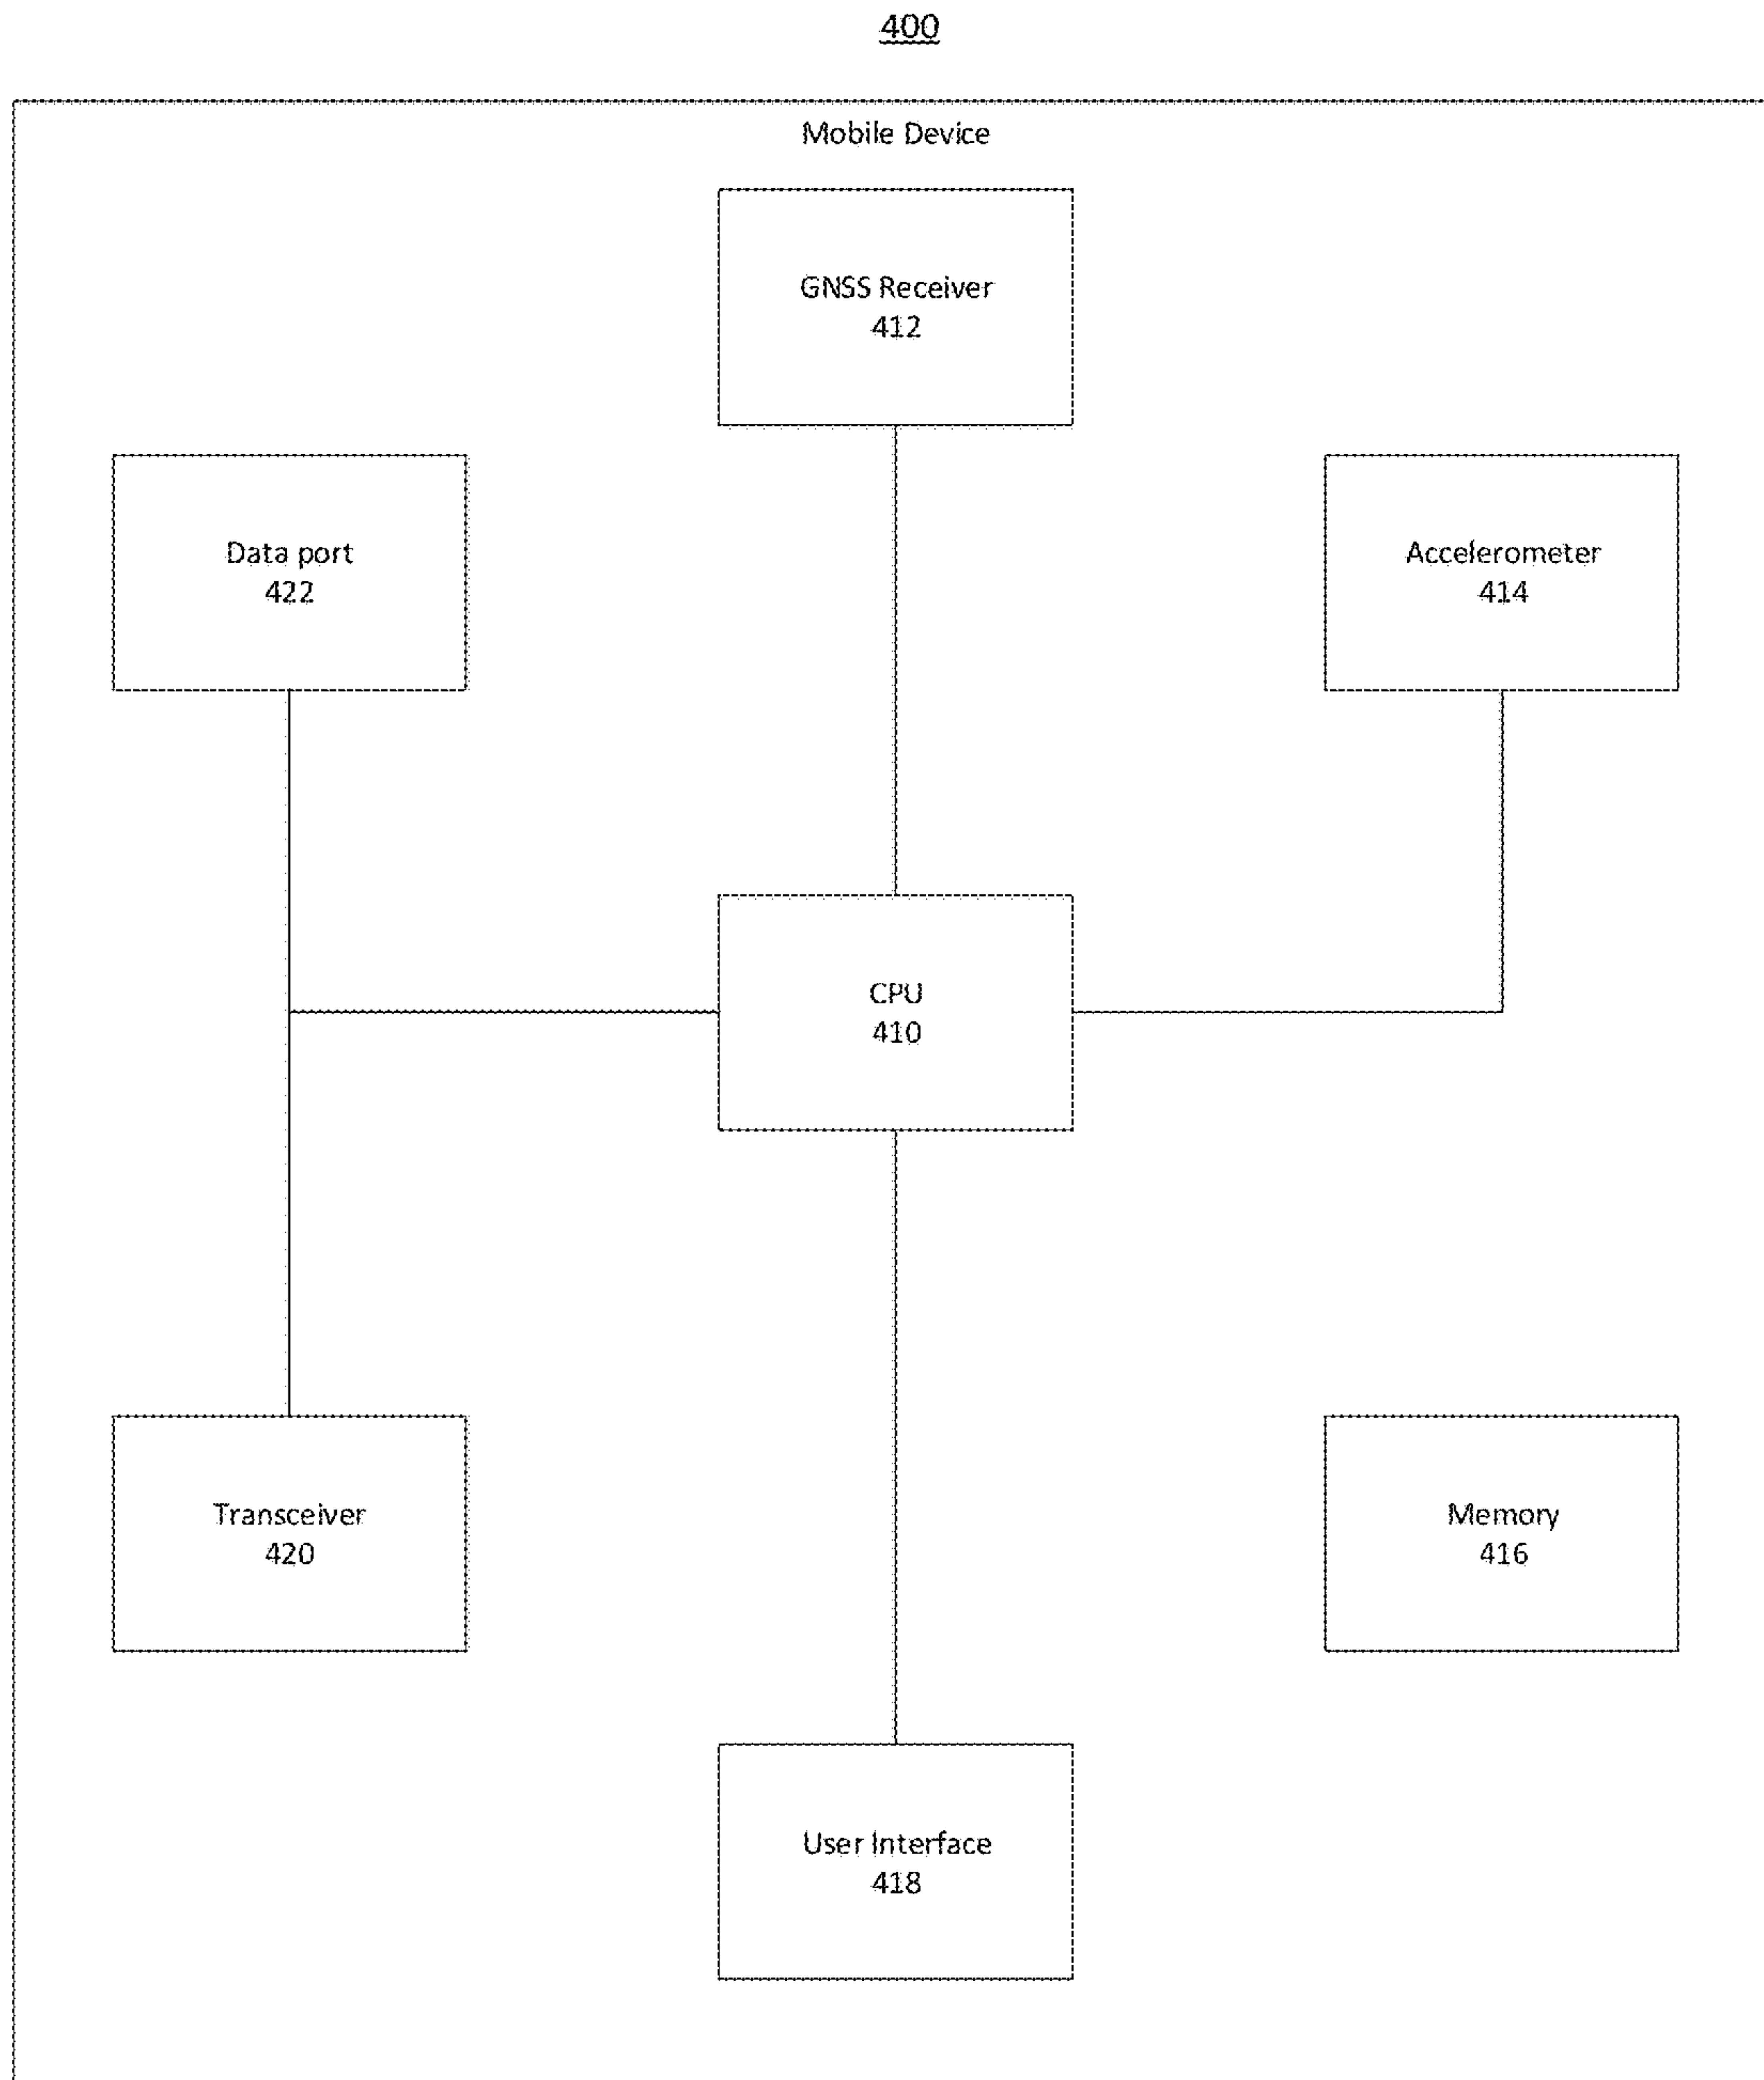 400
Mobile Device
GNSS Receiver
412
Data port
422
Accelerometer
414
CPU
410
Transceiver
420
Memory
416
User Interface
418